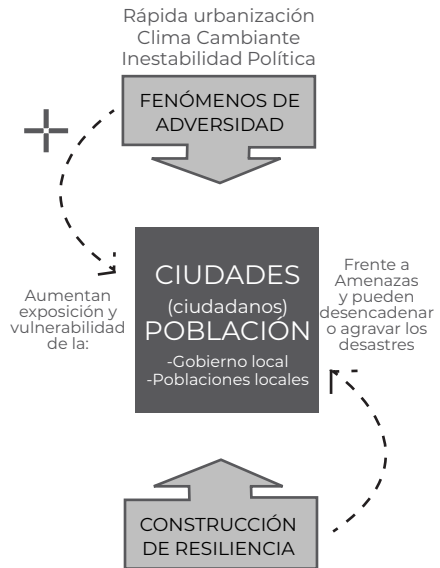 Rápida urbanización
Clima Cambiante
Inestabilidad Política
FENÓMENOS DE
ADVERSIDAD
Aumentan
exposición y
vulnerabilidad
de la:
CIUDADES
(ciudadanos)
POBLACIÓN
-Gobierno local
-Poblaciones locales
Frente a
Amenazas
y pueden
desencadenar
o agravar los
desastres
CONSTRUCCIÓN
DE RESILIENCIA